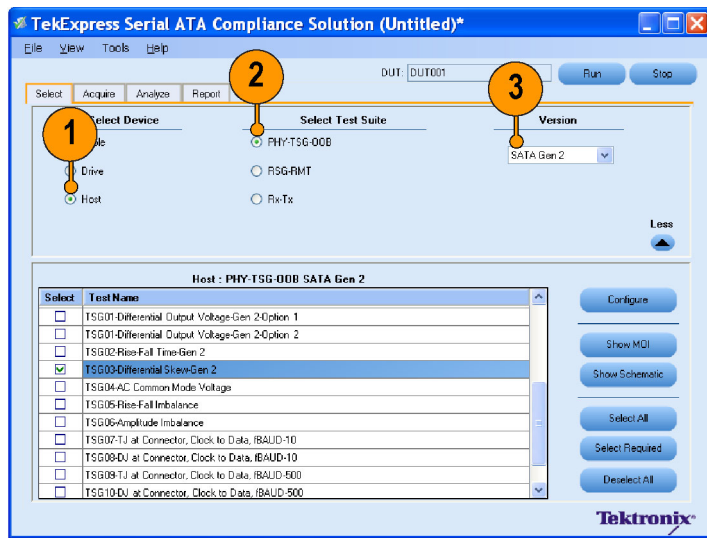 TekExpress Serial ATA Compliance Solution (Untitled)*
File View Tools Help
DUT: DUT001 Run Stop
Select Acquire Analyze Report
1
2
3
Select Device Select Test Suite Version
PHY-TSG-OOB SATA Gen 2
Drive RSG-RMT
Host Rx-Tx
Less
Host : PHY-TSG-OOB SATA Gen 2
Select Test Name
TSG01-Differential Output Voltage-Gen 2-Option 1
TSG01-Differential Output Voltage-Gen 2-Option 2
TSG02-Rise-Fall Time-Gen 2
TSG03-Differential Skew-Gen 2
TSG04-AC Common Mode Voltage
TSG05-Rise-Fall Imbalance
TSG06-Amplitude Imbalance
TSG07-TJ at Connector, Clock to Data, fBAUD-10
TSG08-DJ at Connector, Clock to Data, fBAUD-10
TSG09-TJ at Connector, Clock to Data, fBAUD-500
TSG10-DJ at Connector, Clock to Data, fBAUD-500
Configure
Show MOI
Show Schematic
Select All
Select Required
Deselect All
Tektronix